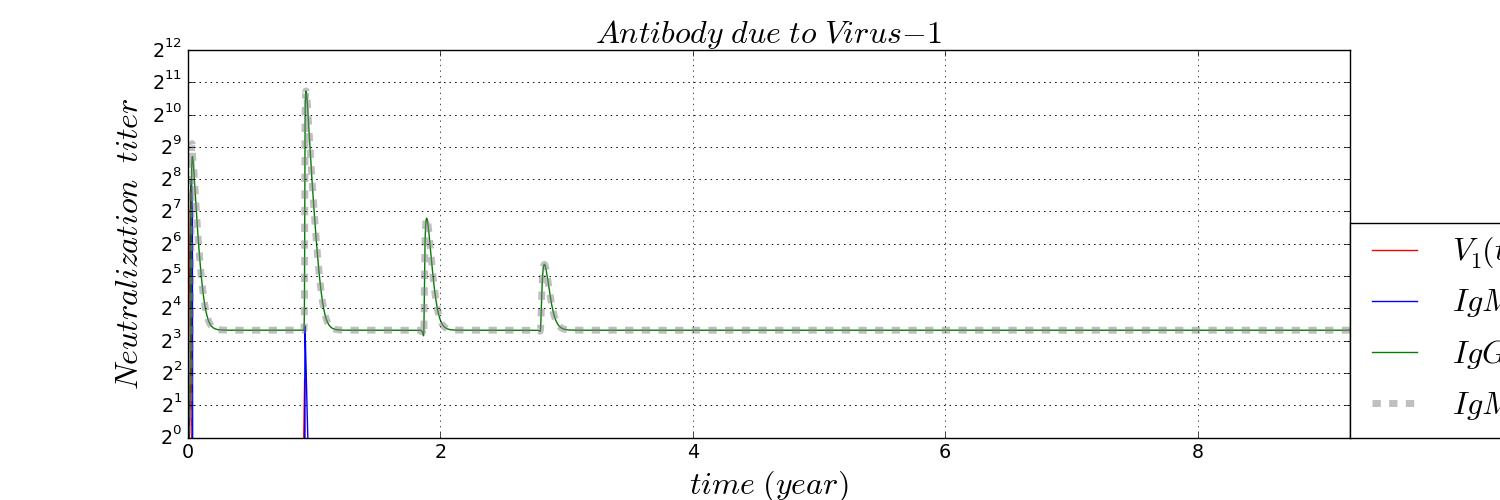 Antibody due to Virus−1
Neutralization titer
2^12
2^11
2^10
2^9
2^8
2^7
2^6
2^5
2^4
2^3
2^2
2^1
2^0
0 2 4 6 8
time (year)
V_1(
IgM
IgG
IgM